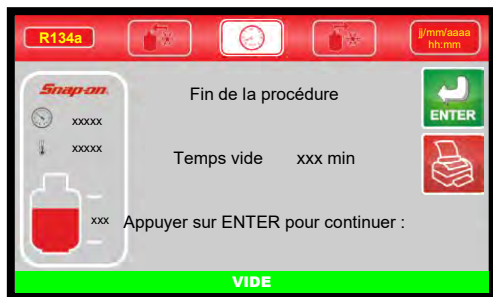 R134a
jj/mm/aaaa
hh:mm
Snap-on
xxxxx
xxxxx
xxx
Fin de la procédure
Temps vide xxx min
Appuyer sur ENTER pour continuer :
ENTER
VIDE